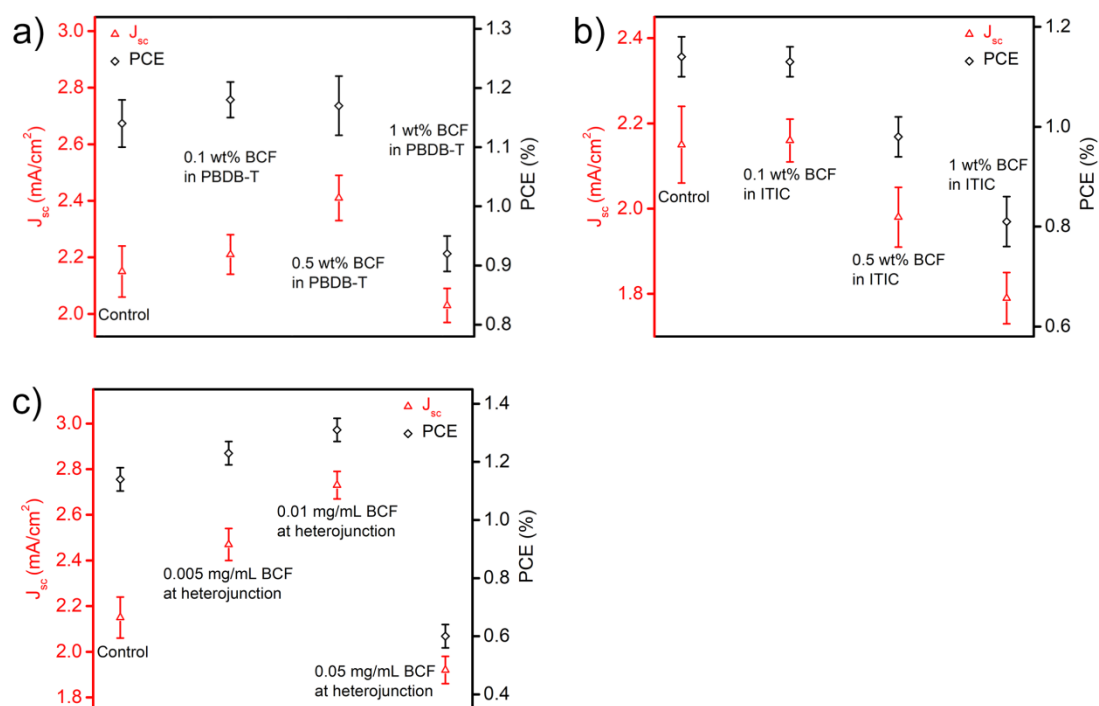 a)
J_sc
PCE
3.0
2.8
2.6
2.4
2.2
2.0
J_sc (mA/cm²)
1.3
1.2
1.1
1.0
0.9
0.8
PCE (%)
Control
0.1 wt% BCF
in PBDB-T
0.5 wt% BCF
in PBDB-T
1 wt% BCF
in PBDB-T
b)
J_sc
PCE
2.4
2.2
2.0
1.8
J_sc (mA/cm²)
1.2
1.0
0.8
0.6
PCE (%)
Control
0.1 wt% BCF
in ITIC
0.5 wt% BCF
in ITIC
1 wt% BCF
in ITIC
c)
J_sc
PCE
3.0
2.8
2.6
2.4
2.2
2.0
1.8
J_sc (mA/cm²)
1.4
1.2
1.0
0.8
0.6
0.4
PCE (%)
Control
0.005 mg/mL BCF
at heterojunction
0.01 mg/mL BCF
at heterojunction
0.05 mg/mL BCF
at heterojunction